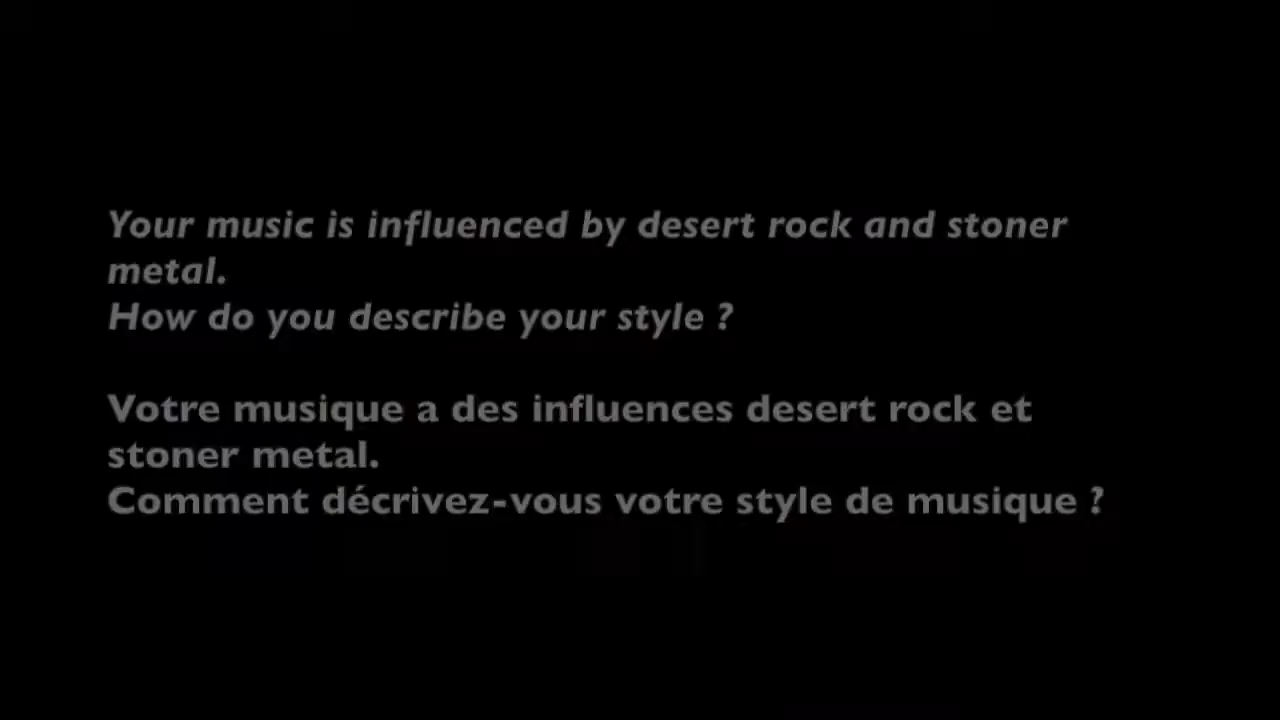 Your music is influenced by desert rock and stoner
metal.
How do you describe your style ?
Votre musique a des influences desert rock et
stoner metal.
Comment décrivez-vous votre style de musique ?